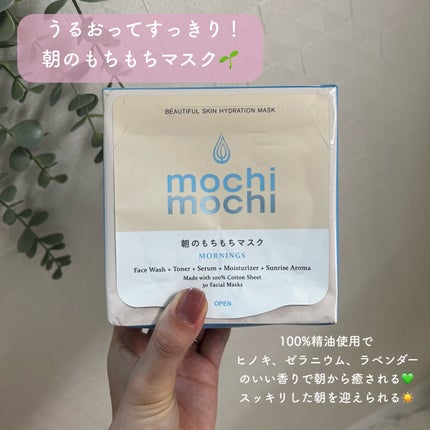 うるおってすっきり！
朝のもちもちマスク🌱
BEAUTIFUL SKIN HYDRATION MASK
mochi
mochi
朝のもちもちマスク
MORNINGS
Face Wash + Toner + Serum + Moisturizer + Sunrise Aroma
Made with 100% Cotton Sheet
30 Facial Masks
OPEN
100%精油使用で
ヒノキ、ゼラニウム、ラベンダー
のいい香りで朝から癒される💚
スッキリした朝を迎えられる☀️